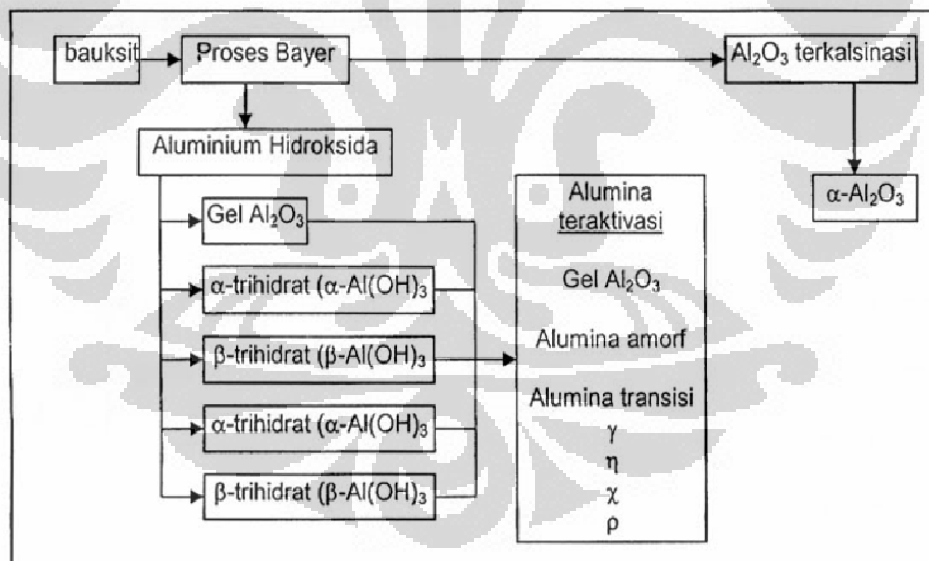 bauksit
Proses Bayer
Al₂O₃ terkalsinasi
Aluminium Hidroksida
α-Al₂O₃
Gel Al₂O₃
α-trihidrat (α-Al(OH)₃
β-trihidrat (β-Al(OH)₃
α-trihidrat (α-Al(OH)₃
β-trihidrat (β-Al(OH)₃
Alumina
teraktivasi
Gel Al₂O₃
Alumina amorf
Alumina transisi
γ
η
χ
ρ